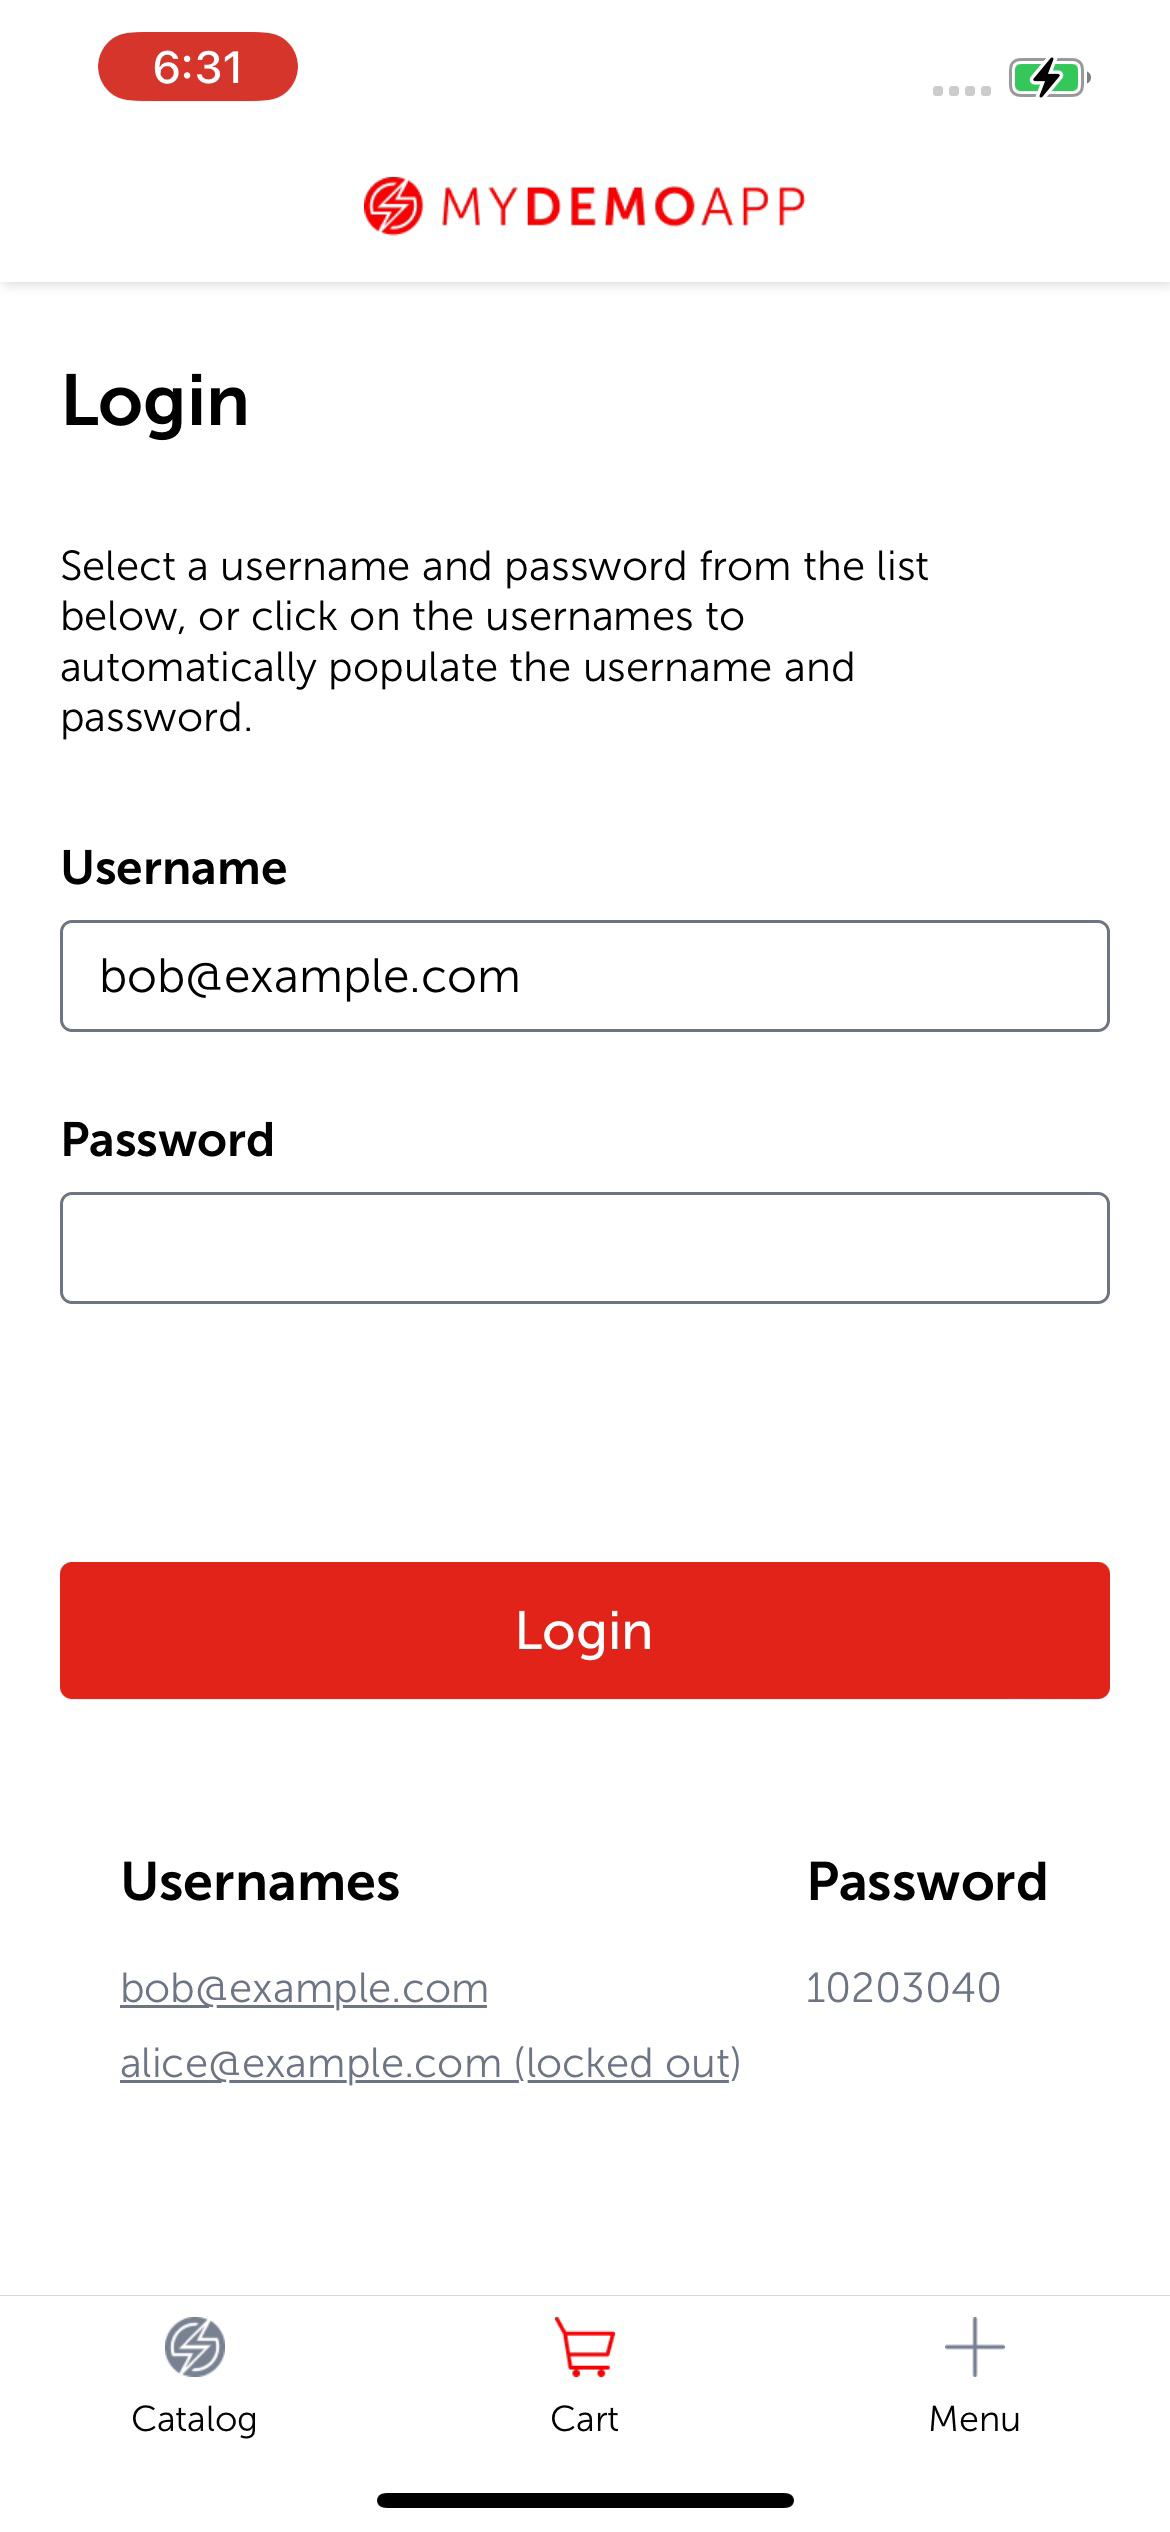 6:31
MYDEMOAPP
Login
Select a username and password from the list
below, or click on the usernames to
automatically populate the username and
password.
Username
bob@example.com
Password
Login
Usernames Password
bob@example.com 10203040
alice@example.com (locked out)
Catalog Cart Menu